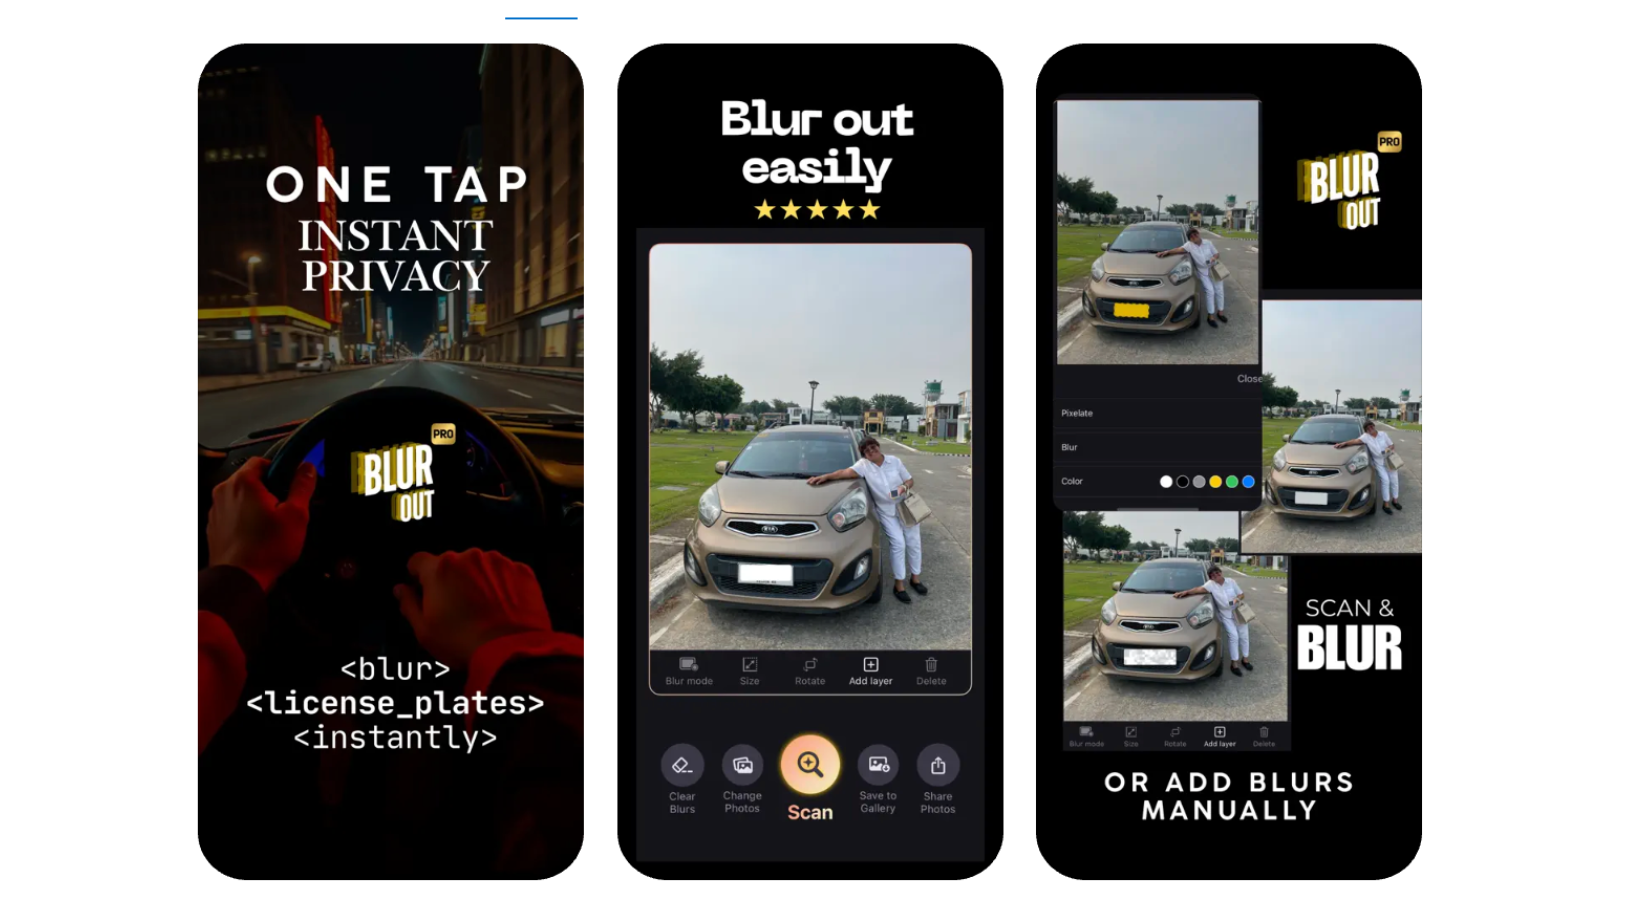 ONE TAP
INSTANT
PRIVACY
PRO
BLUR
OUT
<blur>
<license_plates>
<instantly>
Blur out
easily
KIA
Blur mode
Size
Rotate
Add layer
Delete
Clear
Blurs
Change
Photos
Scan
Save to
Gallery
Share
Photos
PRO
BLUR
OUT
Close
Pixelate
Blur
Color
SCAN &
BLUR
Blur mode
Size
Rotate
Add layer
Delete
OR ADD BLURS
MANUALLY